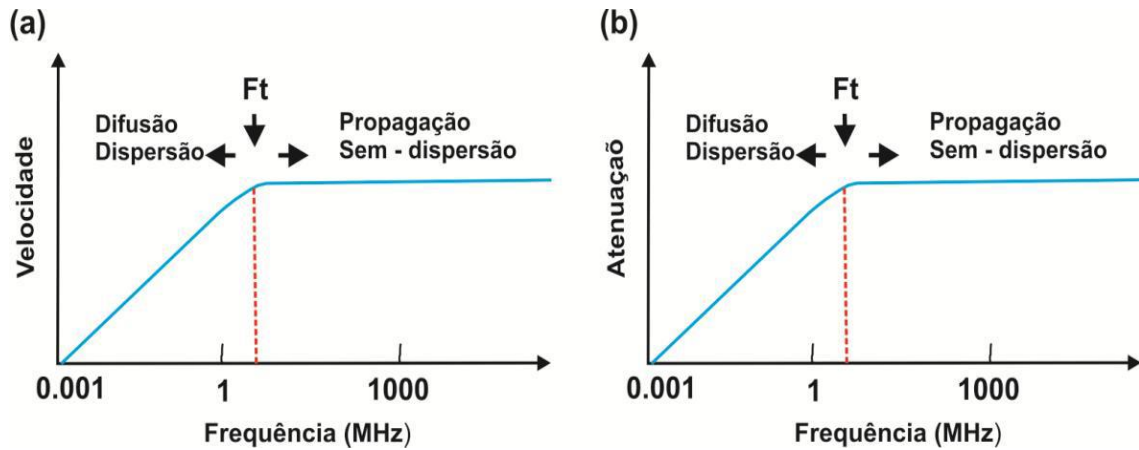 (a)
Velocidade
Ft
Difusão
Dispersão
Propagação
Sem - dispersão
0.001
1
1000
Frequência (MHz)
(b)
Atenuaçaõ
Ft
Difusão
Dispersão
Propagação
Sem - dispersão
0.001
1
1000
Frequência (MHz)